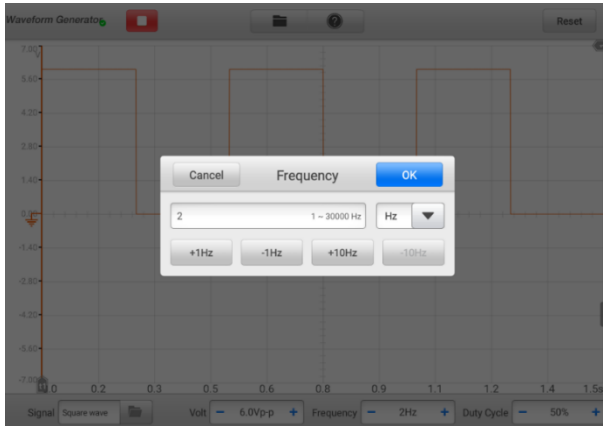 Waveform Generator
Reset
7.00
V
5.60
4.20
2.80
1.40
-1.40
-2.80
-4.20
-5.60
-7.00
Cancel Frequency OK
2 1 ~ 30000 Hz Hz
+1Hz -1Hz +10Hz -10Hz
0.2 0.3 0.5 0.6 0.8 0.9 1.1 1.2 1.4 1.5s
Signal Square wave Volt − 6.0Vp-p + Frequency − 2Hz + Duty Cycle − 50% +